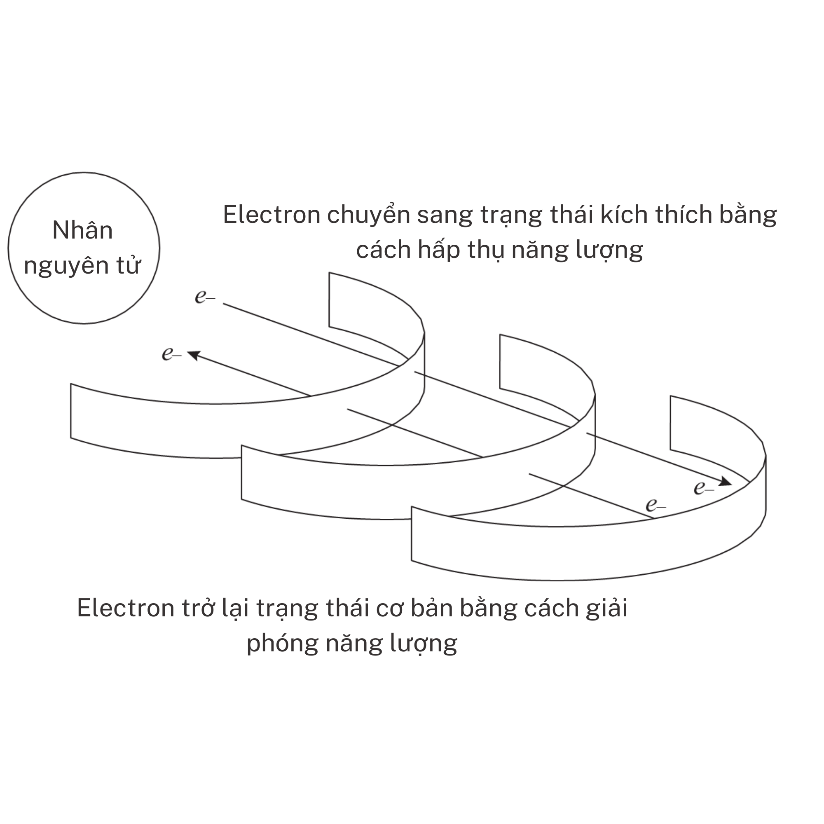 Nhân
nguyên tử
Electron chuyển sang trạng thái kích thích bằng
cách hấp thụ năng lượng
e–
e–
e–
e–
Electron trở lại trạng thái cơ bản bằng cách giải
phóng năng lượng